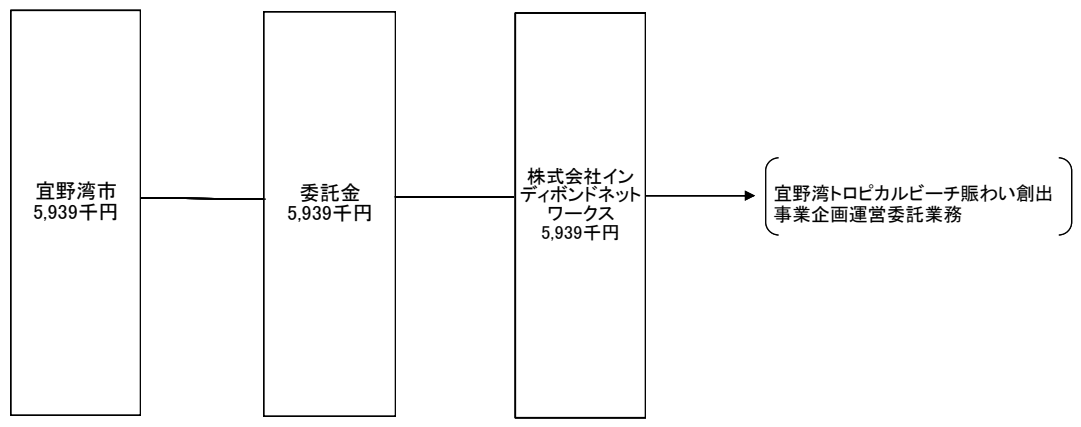 宜野湾市
5,939千円
委託金
5,939千円
株式会社イン
ディボンドネット
ワークス
5,939千円
宜野湾トロピカルビーチ賑わい創出
事業企画運営委託業務